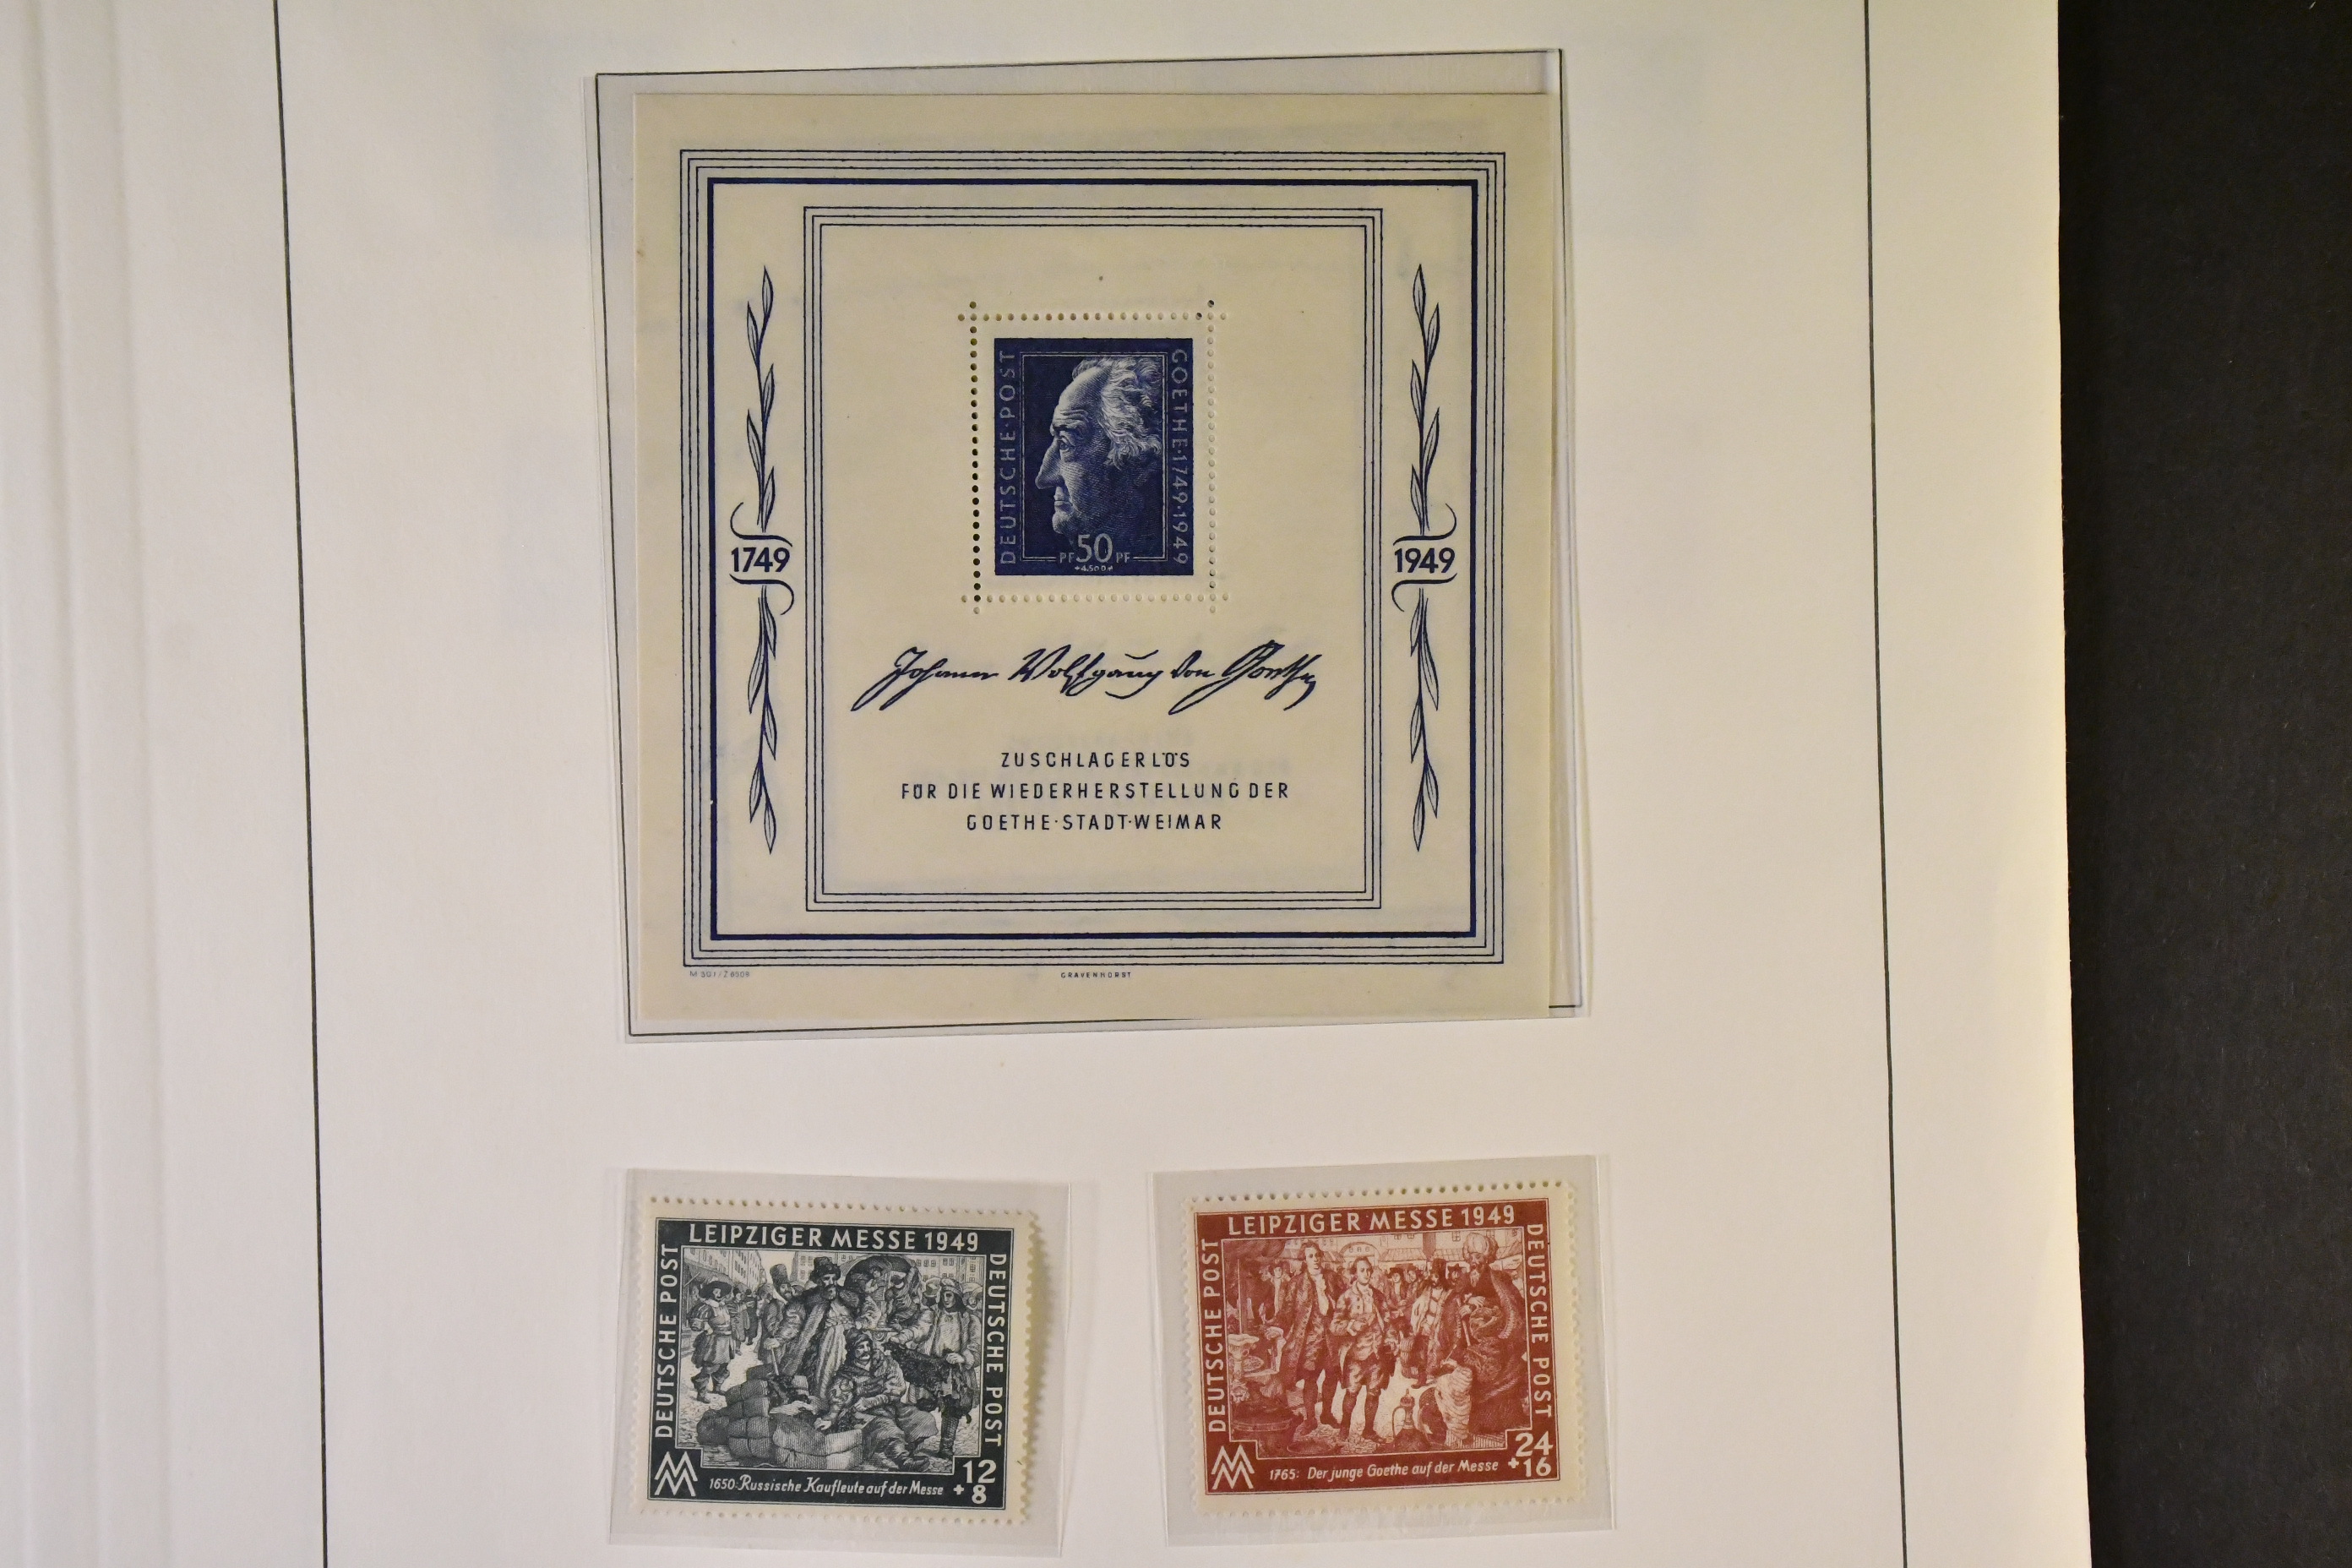 DEUTSCHE·POST
GOETHE·1749·1949
PF 50 PF
1749
1949
Johann Wolfgang von Goethe
ZUSCHLAGERLÖS
FÜR DIE WIEDERHERSTELLUNG DER
GOETHE·STADT·WEIMAR
GRAVENHORST
LEIPZIGER MESSE 1949
DEUTSCHE POST
DEUTSCHE POST
12
+ 8
1650: Russische Kaufleute auf der Messe
LEIPZIGER MESSE 1949
DEUTSCHE POST
DEUTSCHE POST
24
+ 16
1765: Der junge Goethe auf der Messe